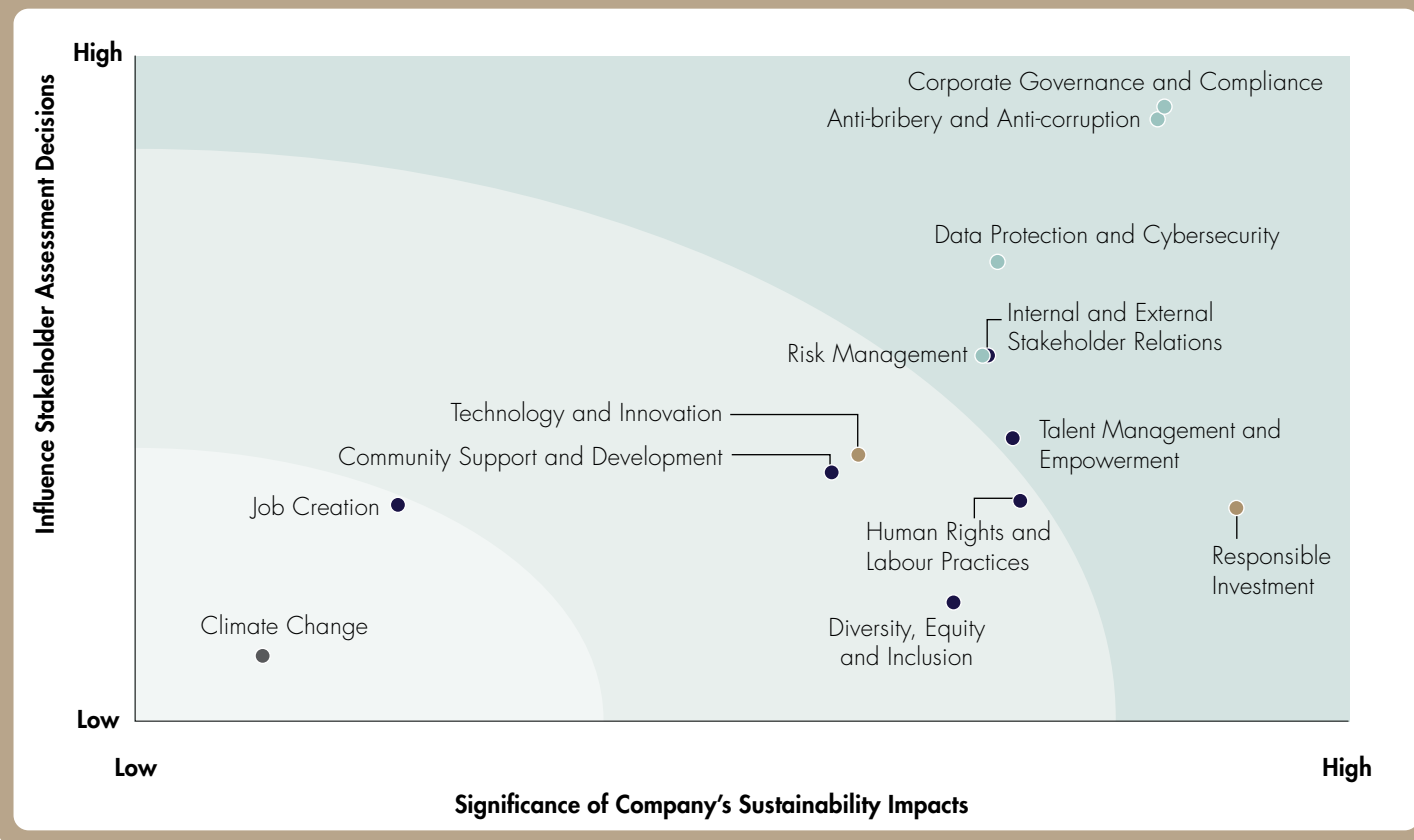 High
Influence Stakeholder Assessment Decisions
Corporate Governance and Compliance
Anti-bribery and Anti-corruption
Data Protection and Cybersecurity
Internal and External
Stakeholder Relations
Risk Management
Technology and Innovation
Talent Management and
Empowerment
Community Support and Development
Job Creation
Human Rights and
Labour Practices
Responsible
Investment
Climate Change
Diversity, Equity
and Inclusion
Low
Low
High
Significance of Company's Sustainability Impacts